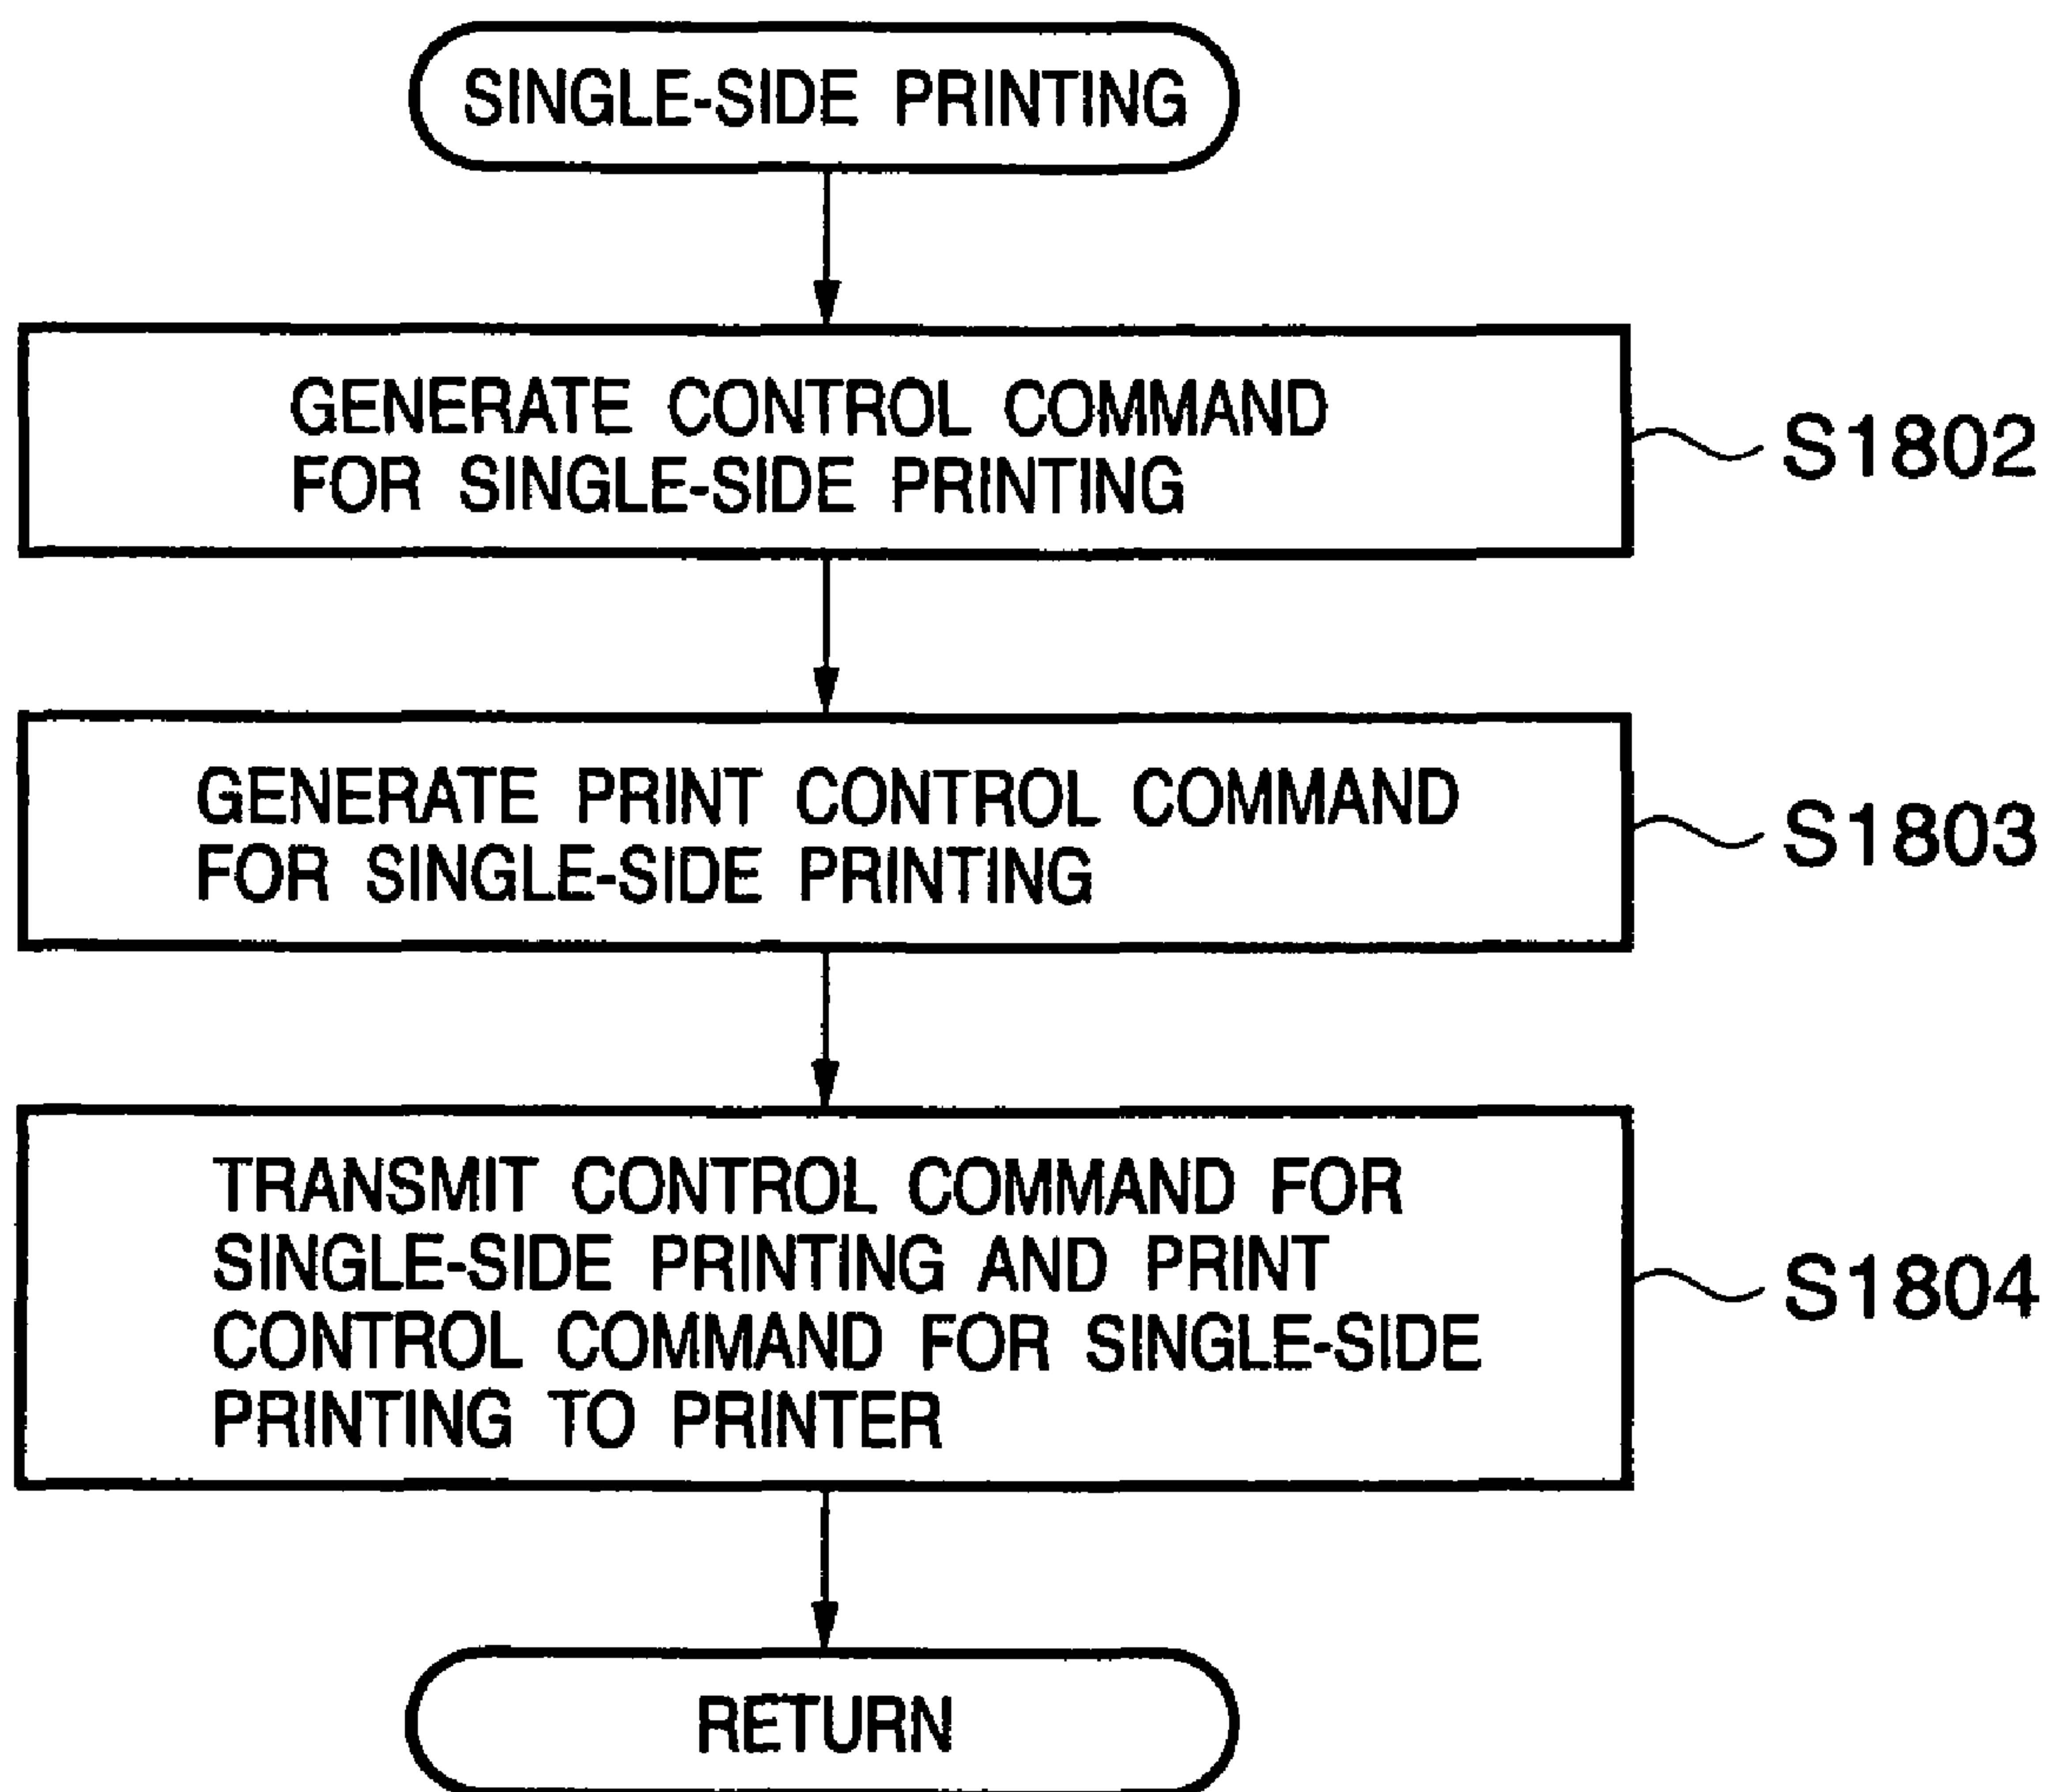 SINGLE-SIDE PRINTING
GENERATE CONTROL COMMAND
FOR SINGLE-SIDE PRINTING
S1802
GENERATE PRINT CONTROL COMMAND
FOR SINGLE-SIDE PRINTING
S1803
TRANSMIT CONTROL COMMAND FOR
SINGLE-SIDE PRINTING AND PRINT
CONTROL COMMAND FOR SINGLE-SIDE
PRINTING TO PRINTER
S1804
RETURN